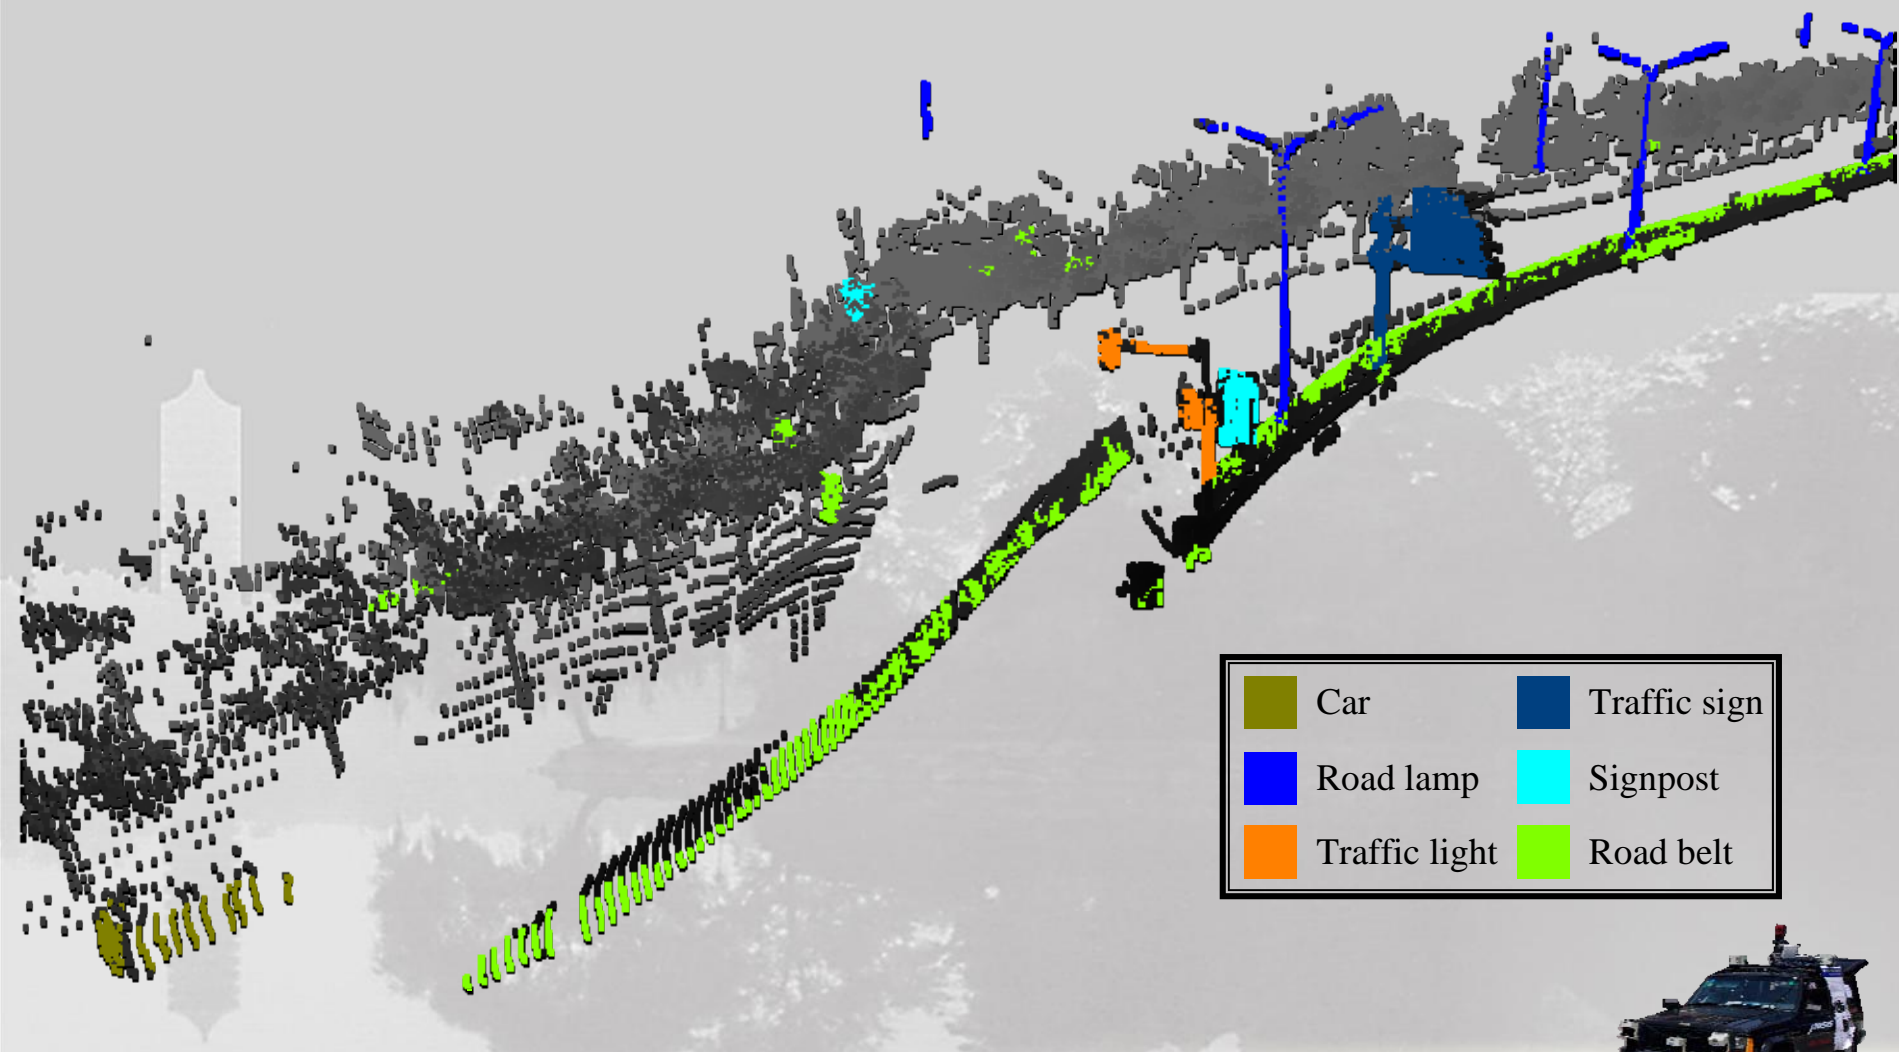 Car
Traffic sign
Road lamp
Signpost
Traffic light
Road belt